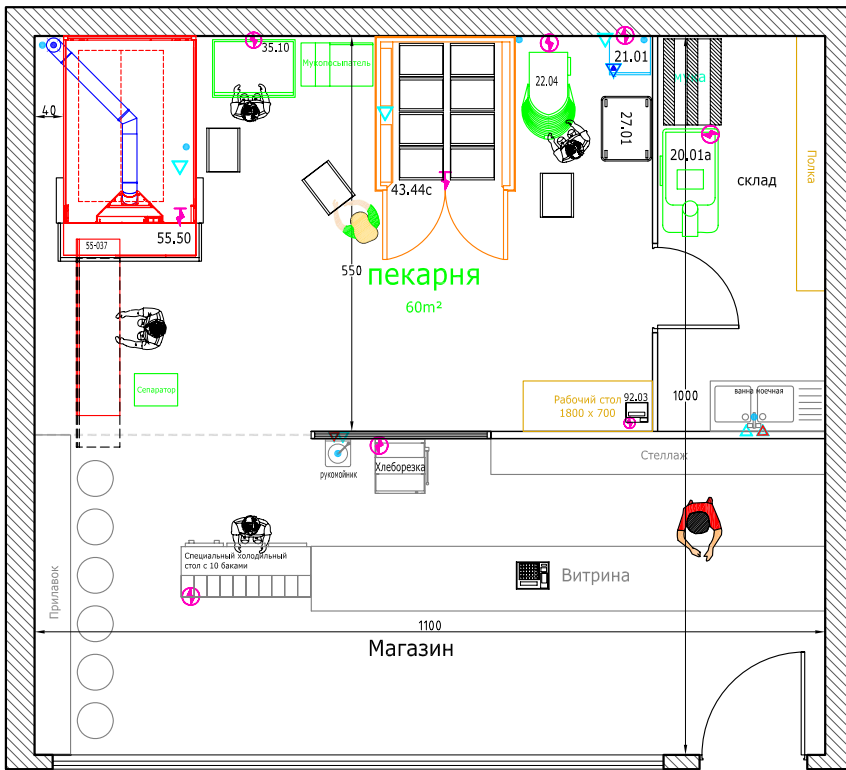 35.10
21.01
Мукопосыватель
мука
22.04
40
27.01
20.01а
склад
Полка
43.44с
55.50
55-037
550
пекарня
60m²
Сепаратор
Рабочий стол
1800 x 700
92.03
1000
ванна моечная
рукомойник
Хлеборезка
Стеллаж
Специальный холодильный
стол с 10 баками
Витрина
Прилавок
1100
Магазин